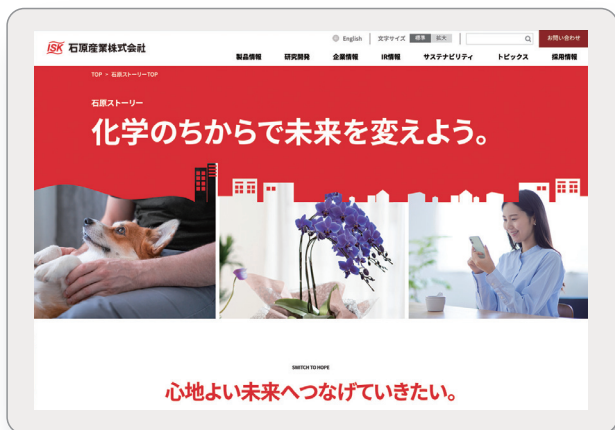 English 文字サイズ 標準 拡大 お問い合わせ
ISK 石原産業株式会社
製品情報 研究開発 企業情報 IR情報 サステナビリティ トピックス 採用情報
TOP > 石原ストーリーTOP
石原ストーリー
化学のちからで未来を変えよう。
SWITCH TO HOPE
心地よい未来へつなげていきたい。